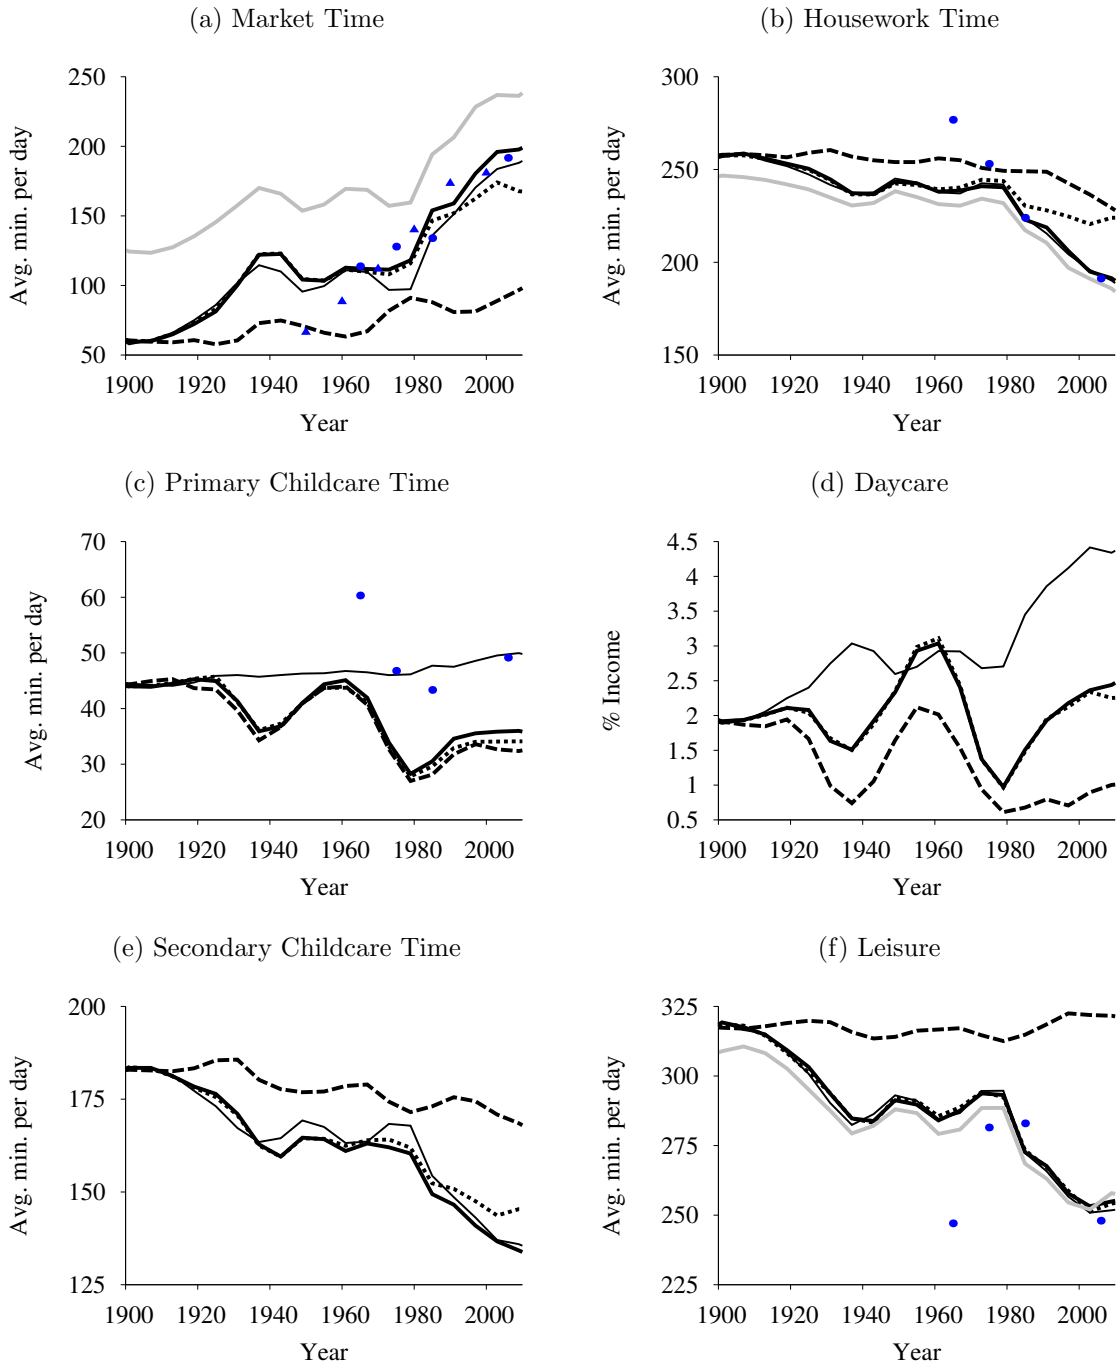 (a) Market Time
Avg. min. per day
250
200
150
100
50
1900 1920 1940 1960 1980 2000
Year
(b) Housework Time
Avg. min. per day
300
250
200
150
1900 1920 1940 1960 1980 2000
Year
(c) Primary Childcare Time
Avg. min. per day
70
60
50
40
30
20
1900 1920 1940 1960 1980 2000
Year
(d) Daycare
% Income
4.5
4
3.5
3
2.5
2
1.5
1
0.5
1900 1920 1940 1960 1980 2000
Year
(e) Secondary Childcare Time
Avg. min. per day
200
175
150
125
1900 1920 1940 1960 1980 2000
Year
(f) Leisure
Avg. min. per day
325
300
275
250
225
1900 1920 1940 1960 1980 2000
Year